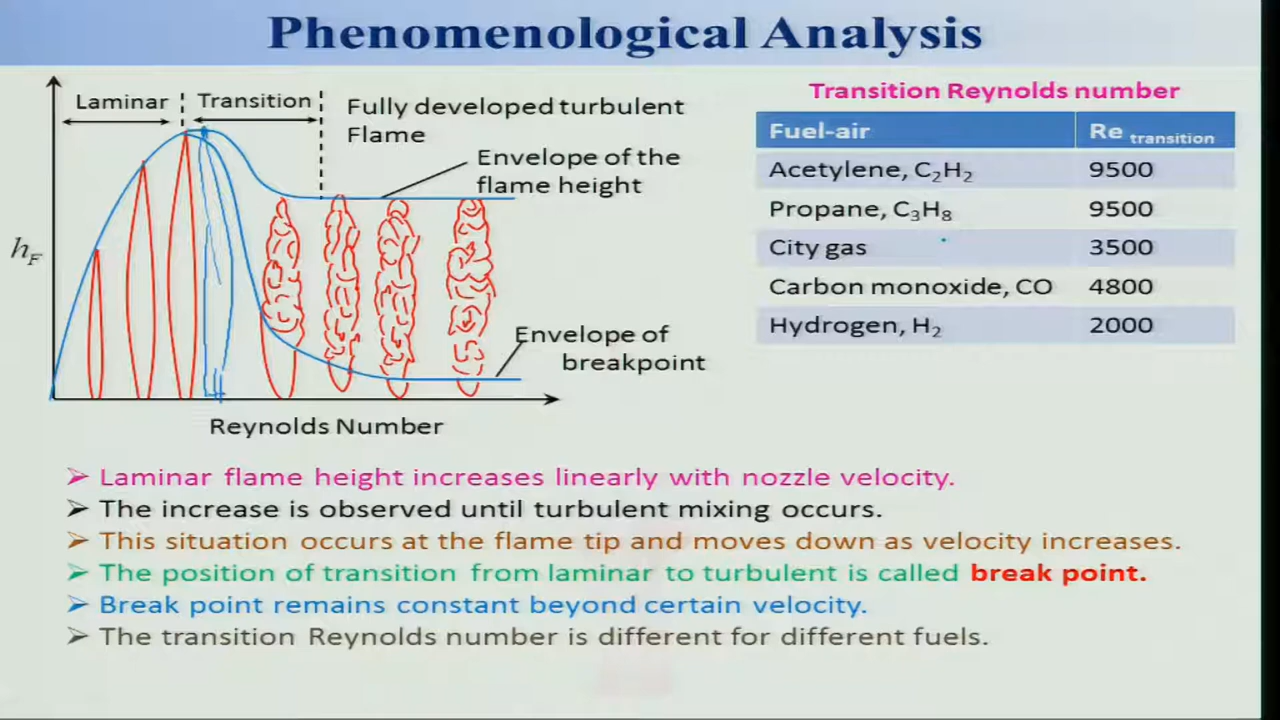 Phenomenological Analysis
Laminar
Transition
Fully developed turbulent
Flame
Envelope of the
flame height
h_F
Envelope of
breakpoint
Reynolds Number
Transition Reynolds number
Fuel-air Re transition
Acetylene, C₂H₂ 9500
Propane, C₃H₈ 9500
City gas 3500
Carbon monoxide, CO 4800
Hydrogen, H₂ 2000
➢ Laminar flame height increases linearly with nozzle velocity.
➢ The increase is observed until turbulent mixing occurs.
➢ This situation occurs at the flame tip and moves down as velocity increases.
➢ The position of transition from laminar to turbulent is called break point.
➢ Break point remains constant beyond certain velocity.
➢ The transition Reynolds number is different for different fuels.